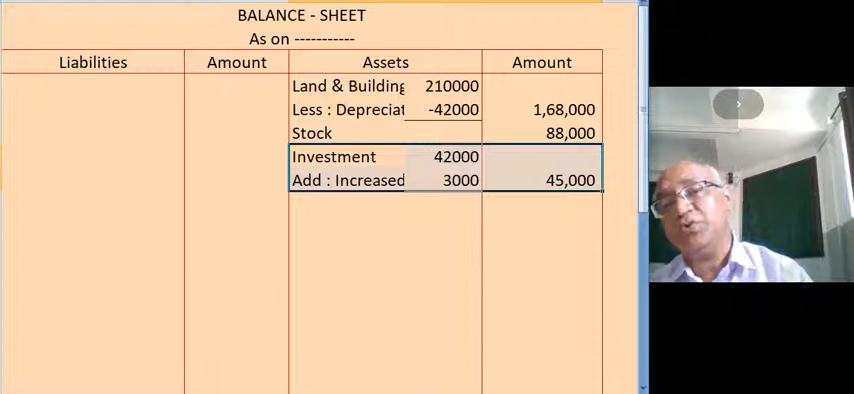 BALANCE - SHEET
As on -----------
Liabilities Amount Assets Amount
Land & Building 210000
Less : Depreciat -42000 1,68,000
Stock 88,000
Investment 42000
Add : Increased 3000 45,000